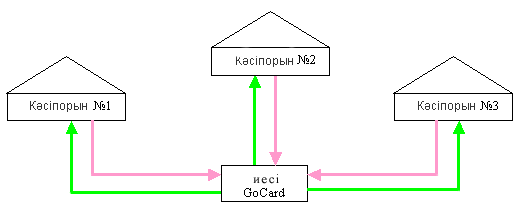 Кәсіпорын №1
Кәсіпорын №2
Кәсіпорын №3
иесі
GoCard